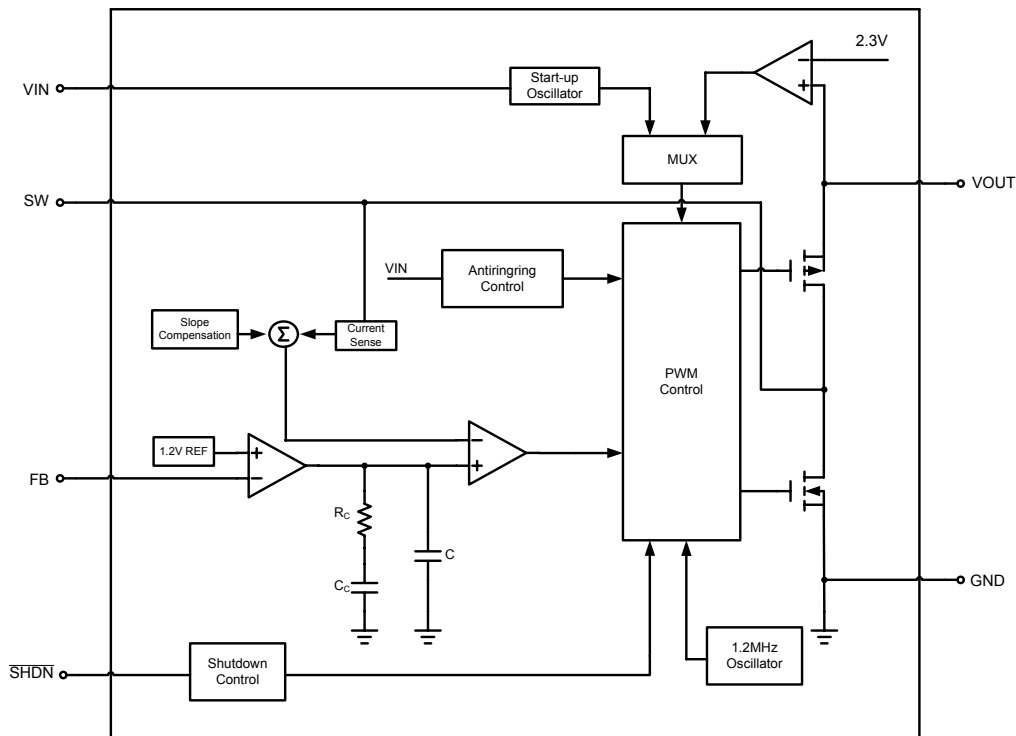 2.3V
VIN
Start-up
Oscillator
MUX
VOUT
SW
VIN
Antiringring
Control
Slope
Compensation
Σ
Current
Sense
PWM
Control
1.2V REF
FB
RC
C
CC
GND
SHDN
Shutdown
Control
1.2MHz
Oscillator